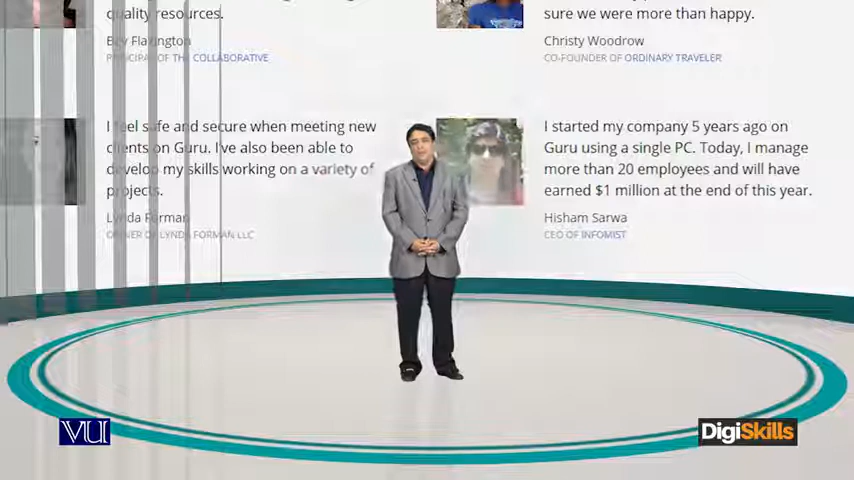 quality resources.
Bev Flaxington
PRINCIPAL OF THE COLLABORATIVE
sure we were more than happy.
Christy Woodrow
CO-FOUNDER OF ORDINARY TRAVELER
I feel safe and secure when meeting new
clients on Guru. I've also been able to
develop my skills working on a variety of
projects.
Lynda Forman
OWNER OF LYNDA FORMAN LLC
I started my company 5 years ago on
Guru using a single PC. Today, I manage
more than 20 employees and will have
earned $1 million at the end of this year.
Hisham Sarwa
CEO OF INFOMIST
VU
DigiSkills